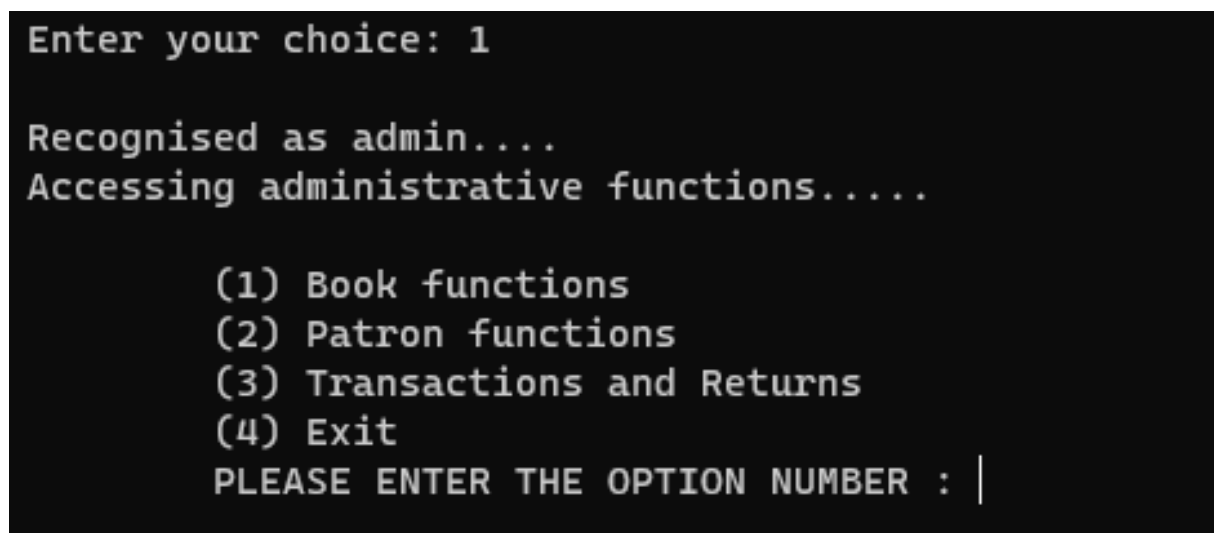 Enter your choice: 1
Recognised as admin....
Accessing administrative functions.....
(1) Book functions
(2) Patron functions
(3) Transactions and Returns
(4) Exit
PLEASE ENTER THE OPTION NUMBER :